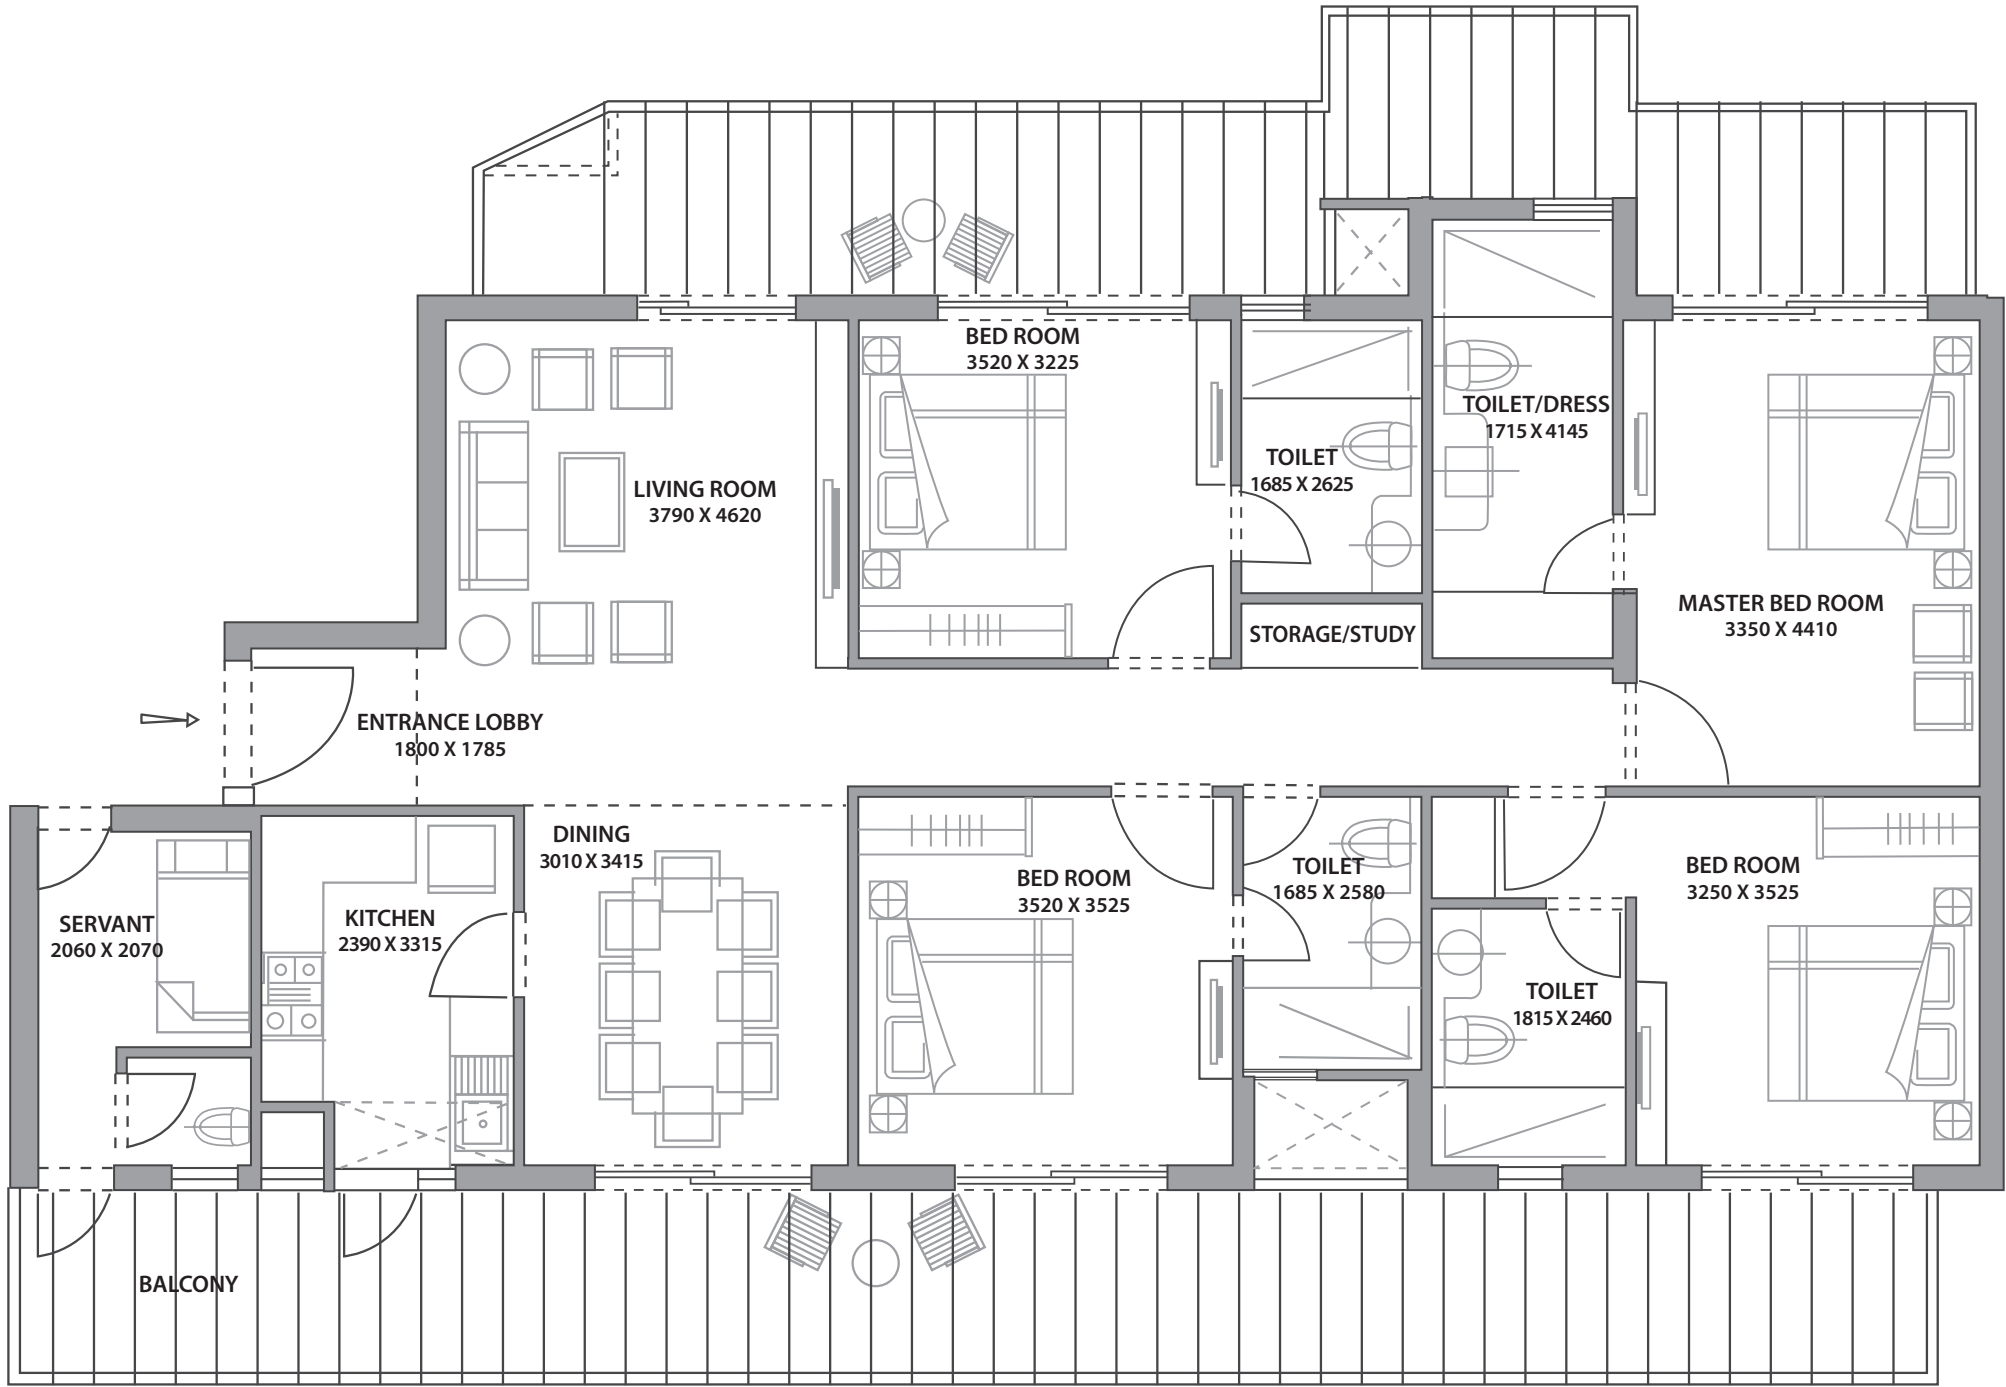 BED ROOM
3520 X 3225
TOILET/DRESS
1715 X 4145
TOILET
1685 X 2625
LIVING ROOM
3790 X 4620
MASTER BED ROOM
3350 X 4410
STORAGE/STUDY
ENTRANCE LOBBY
1800 X 1785
DINING
3010 X 3415
BED ROOM
3520 X 3525
TOILET
1685 X 2580
BED ROOM
3250 X 3525
SERVANT
2060 X 2070
KITCHEN
2390 X 3315
TOILET
1815 X 2460
BALCONY